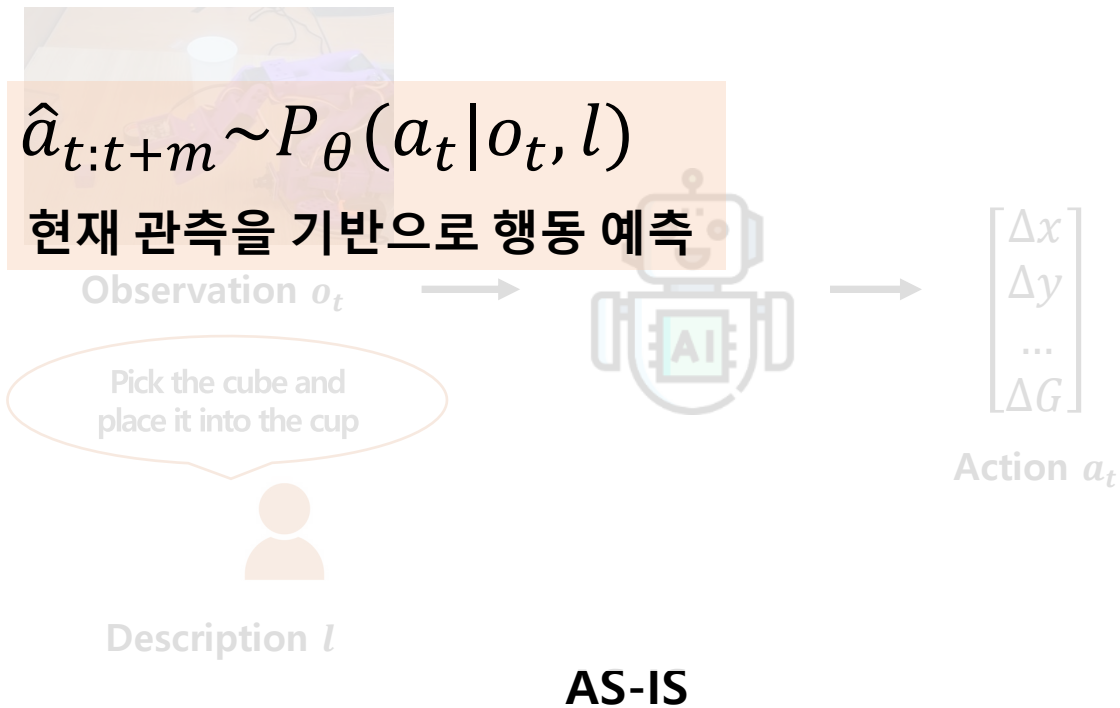 â_{t:t+m}~P_θ(a_t|o_t, l)
현재 관측을 기반으로 행동 예측
Observation o_t
AI
Δx
Δy
...
ΔG
Pick the cube and
place it into the cup
Action a_t
Description l
AS-IS